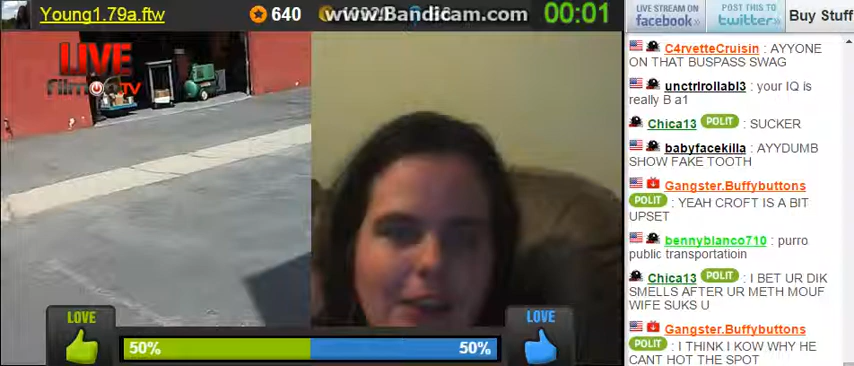 Young1.79a.ftw
640
www.Bandicam.com
00:01
LIVE STREAM ON
facebook
POST THIS TO
twitter
Buy Stuff
LIVE
FilmOn TV
C4rvetteCruisin : AYYONE
ON THAT BUSPASS SWAG
unctrlrollabl3 : your IQ is
really B a1
Chica13 POLIT : SUCKER
babyfacekilla : AYYDUMB
SHOW FAKE TOOTH
Gangster.Buffybuttons
POLIT : YEAH CROFT IS A BIT
UPSET
bennyblanco710 : purro
public transportatioin
Chica13 POLIT : I BET UR DIK
SMELLS AFTER UR METH MOUF
WIFE SUKS U
Gangster.Buffybuttons
POLIT : I THINK I KOW WHY HE
CANT HOT THE SPOT
LOVE
50%
50%
LOVE